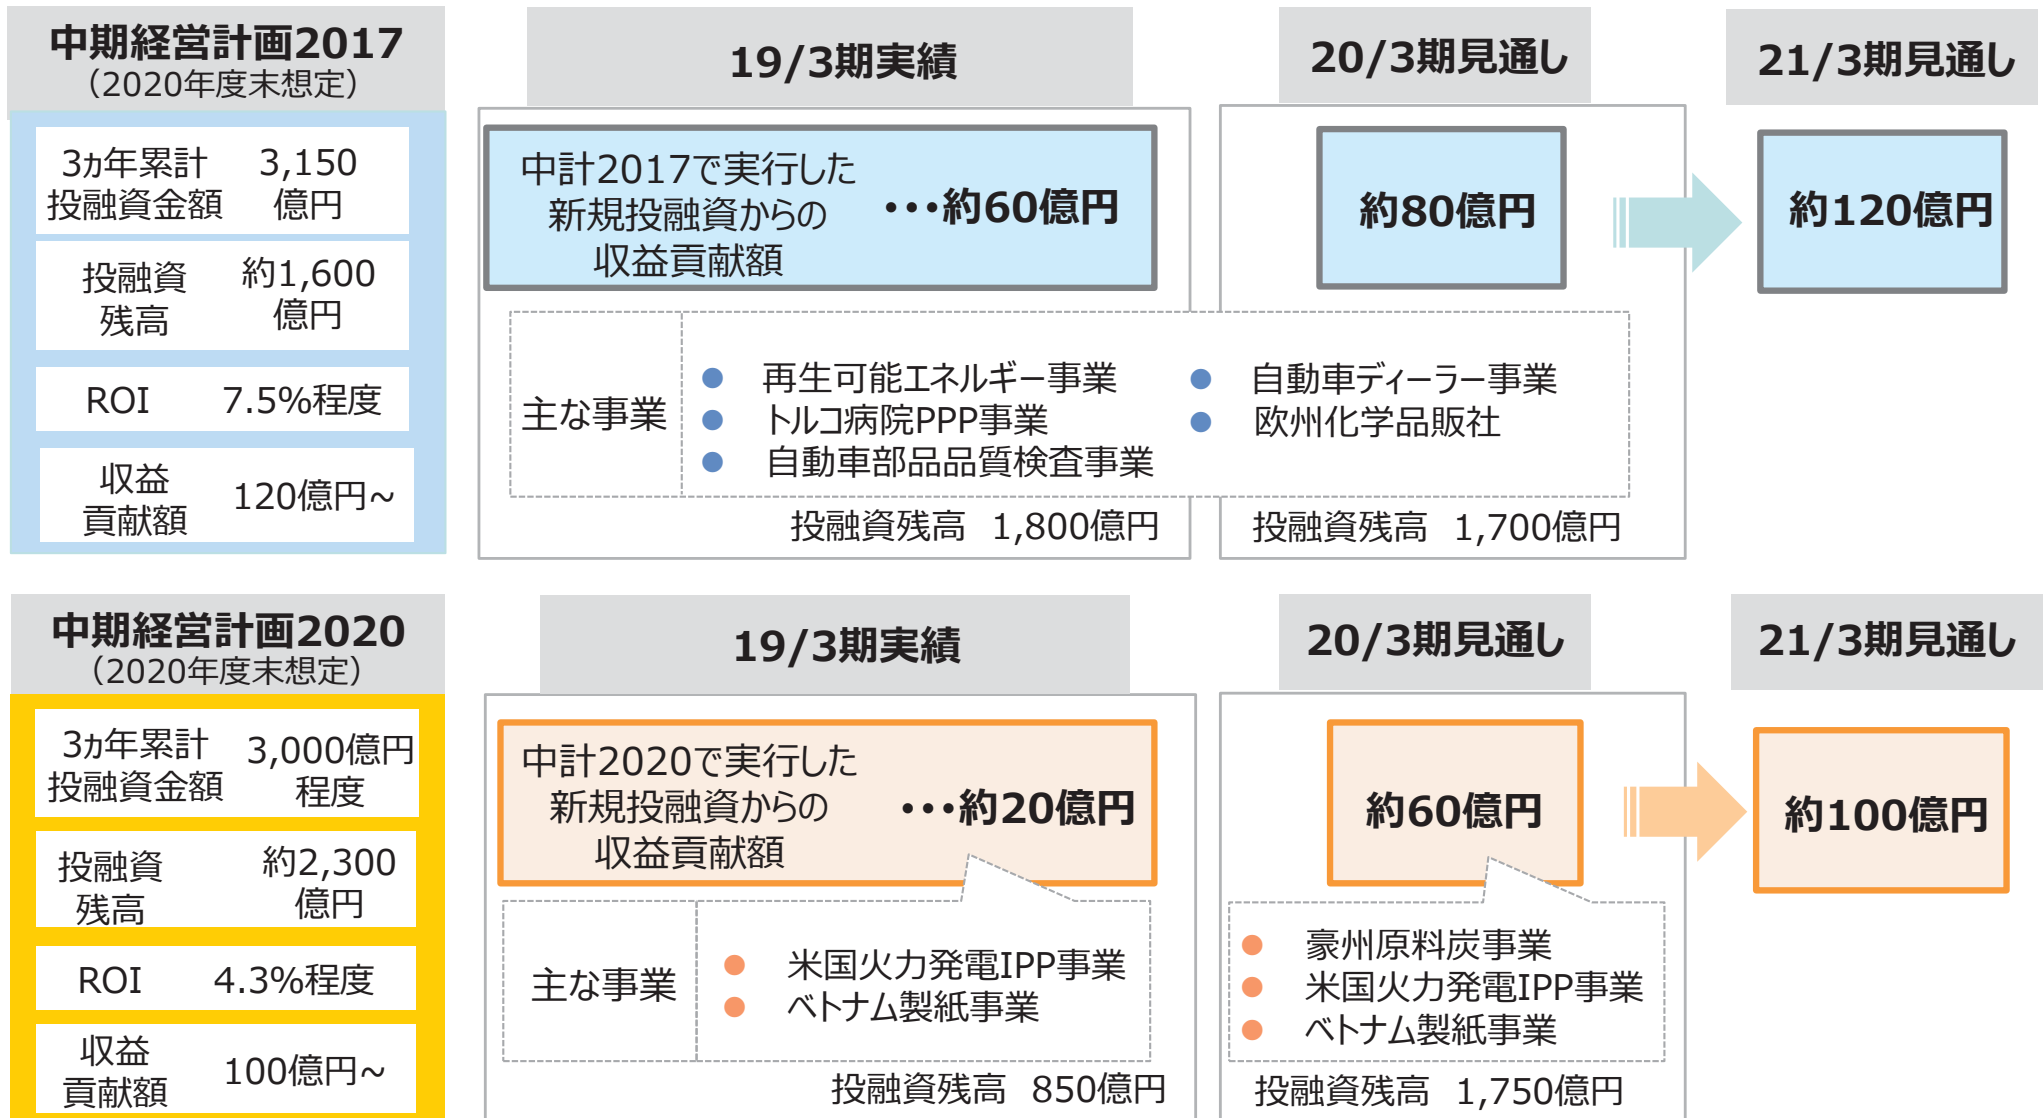 中期経営計画2017
（2020年度末想定）
3ヵ年累計
投融資金額
3,150
億円
投融資
残高
約1,600
億円
ROI
7.5%程度
収益
貢献額
120億円~
19/3期実績
中計2017で実行した
新規投融資からの
収益貢献額
･･･約60億円
20/3期見通し
約80億円
21/3期見通し
約120億円
主な事業
● 再生可能エネルギー事業
● トルコ病院PPP事業
● 自動車部品品質検査事業
● 自動車ディーラー事業
● 欧州化学品販社
投融資残高 1,800億円
投融資残高 1,700億円
中期経営計画2020
（2020年度末想定）
3ヵ年累計
投融資金額
3,000億円
程度
投融資
残高
約2,300
億円
ROI
4.3%程度
収益
貢献額
100億円~
19/3期実績
中計2020で実行した
新規投融資からの
収益貢献額
･･･約20億円
主な事業
● 米国火力発電IPP事業
● ベトナム製紙事業
投融資残高 850億円
20/3期見通し
約60億円
● 豪州原料炭事業
● 米国火力発電IPP事業
● ベトナム製紙事業
投融資残高 1,750億円
21/3期見通し
約100億円